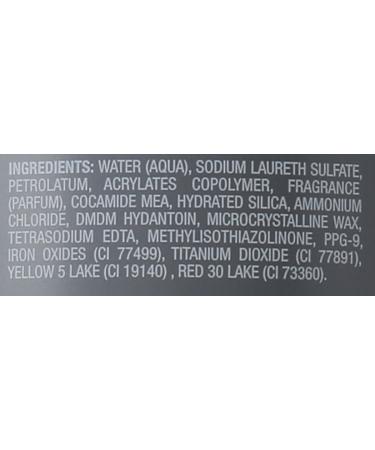 INGREDIENTS: WATER (AQUA), SODIUM LAURETH SULFATE,
PETROLATUM, ACRYLATES COPOLYMER, FRAGRANCE
(PARFUM), COCAMIDE MEA, HYDRATED SILICA, AMMONIUM
CHLORIDE, DMDM HYDANTOIN, MICROCRYSTALLINE WAX,
TETRASODIUM EDTA, METHYLISOTHIAZOLINONE, PPG-9,
IRON OXIDES (CI 77499), TITANIUM DIOXIDE (CI 77891),
YELLOW 5 LAKE (CI 19140) , RED 30 LAKE (CI 73360).